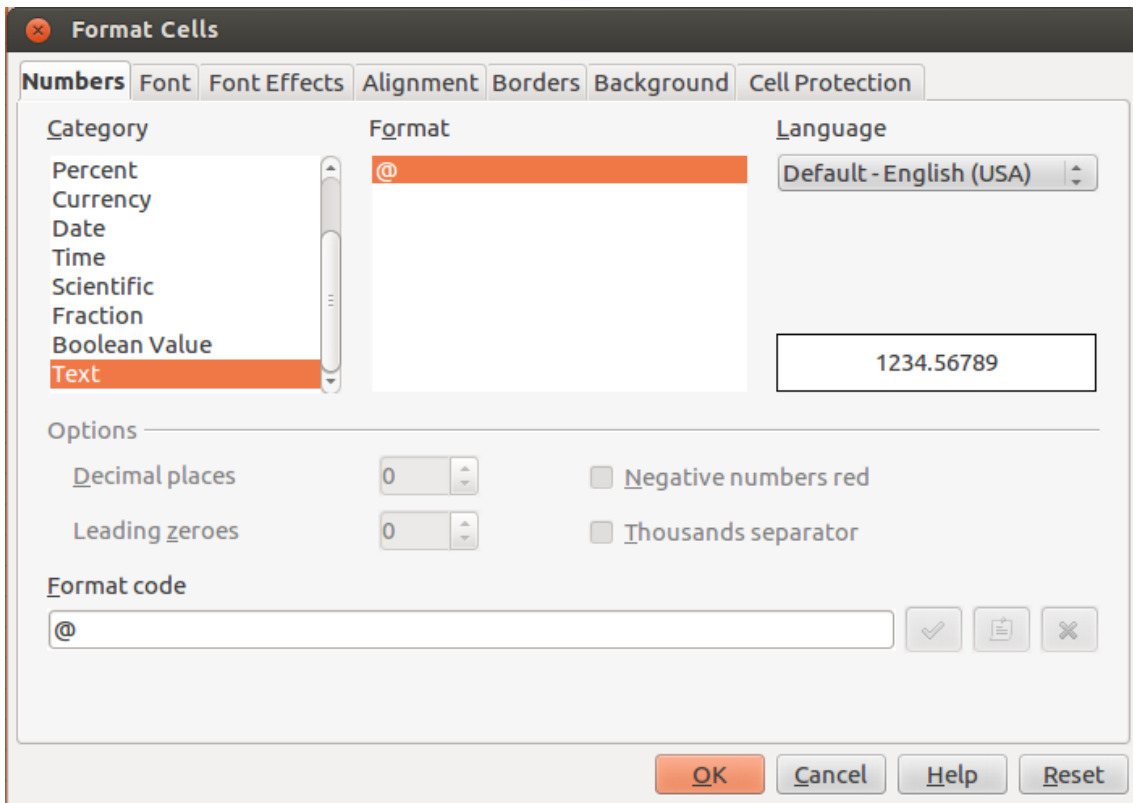 Format Cells
Numbers Font Font Effects Alignment Borders Background Cell Protection
Category Format Language
Percent @ Default - English (USA)
Currency
Date
Time
Scientific
Fraction
Boolean Value
Text 1234.56789
Options
Decimal places 0 Negative numbers red
Leading zeroes 0 Thousands separator
Format code
@
OK Cancel Help Reset